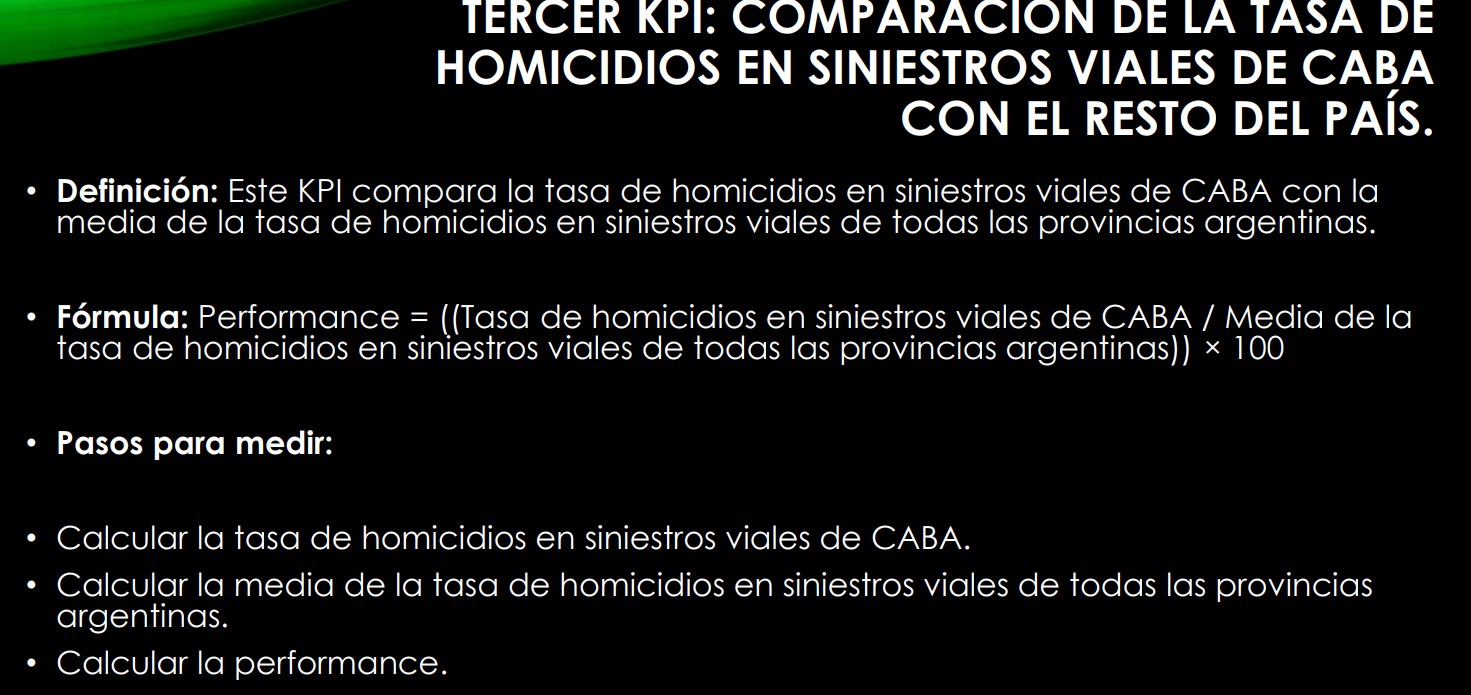 TERCER KPI: COMPARACIÓN DE LA TASA DE
HOMICIDIOS EN SINIESTROS VIALES DE CABA
CON EL RESTO DEL PAÍS.
• Definición: Este KPI compara la tasa de homicidios en siniestros viales de CABA con la
media de la tasa de homicidios en siniestros viales de todas las provincias argentinas.
• Fórmula: Performance = ((Tasa de homicidios en siniestros viales de CABA / Media de la
tasa de homicidios en siniestros viales de todas las provincias argentinas)) × 100
• Pasos para medir:
• Calcular la tasa de homicidios en siniestros viales de CABA.
• Calcular la media de la tasa de homicidios en siniestros viales de todas las provincias
argentinas.
• Calcular la performance.